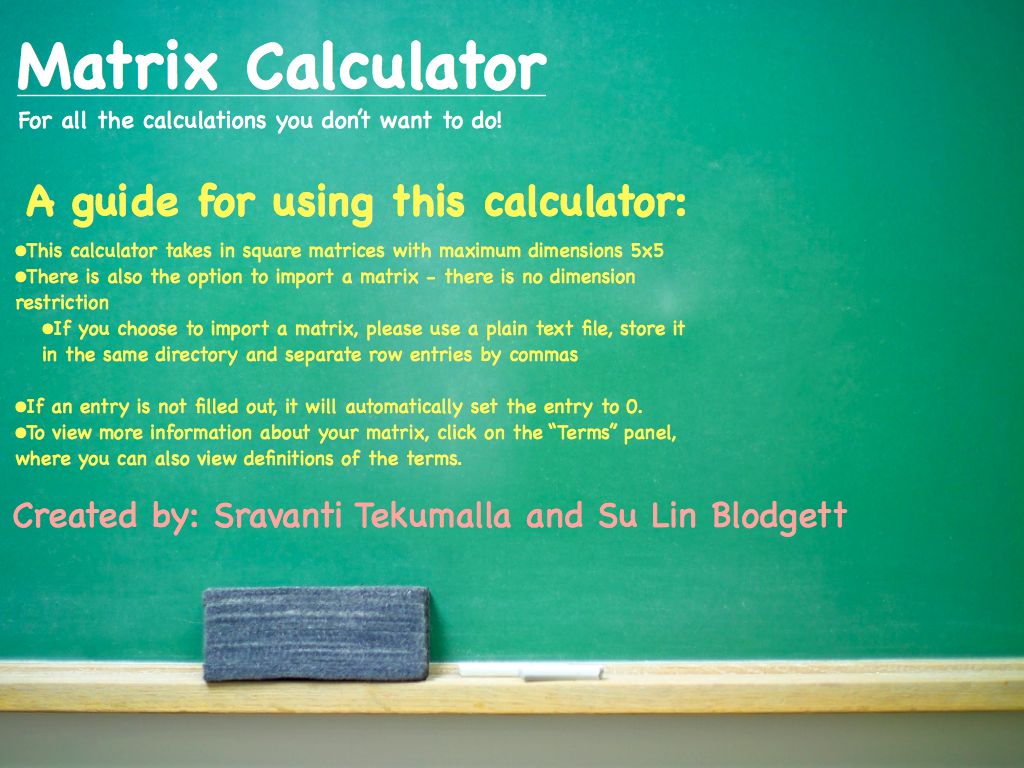 Matrix Calculator
For all the calculations you don't want to do!
A guide for using this calculator:
•This calculator takes in square matrices with maximum dimensions 5x5
•There is also the option to import a matrix - there is no dimension
restriction
•If you choose to import a matrix, please use a plain text file, store it
in the same directory and separate row entries by commas
•If an entry is not filled out, it will automatically set the entry to 0.
•To view more information about your matrix, click on the “Terms” panel,
where you can also view definitions of the terms.
Created by: Sravanti Tekumalla and Su Lin Blodgett